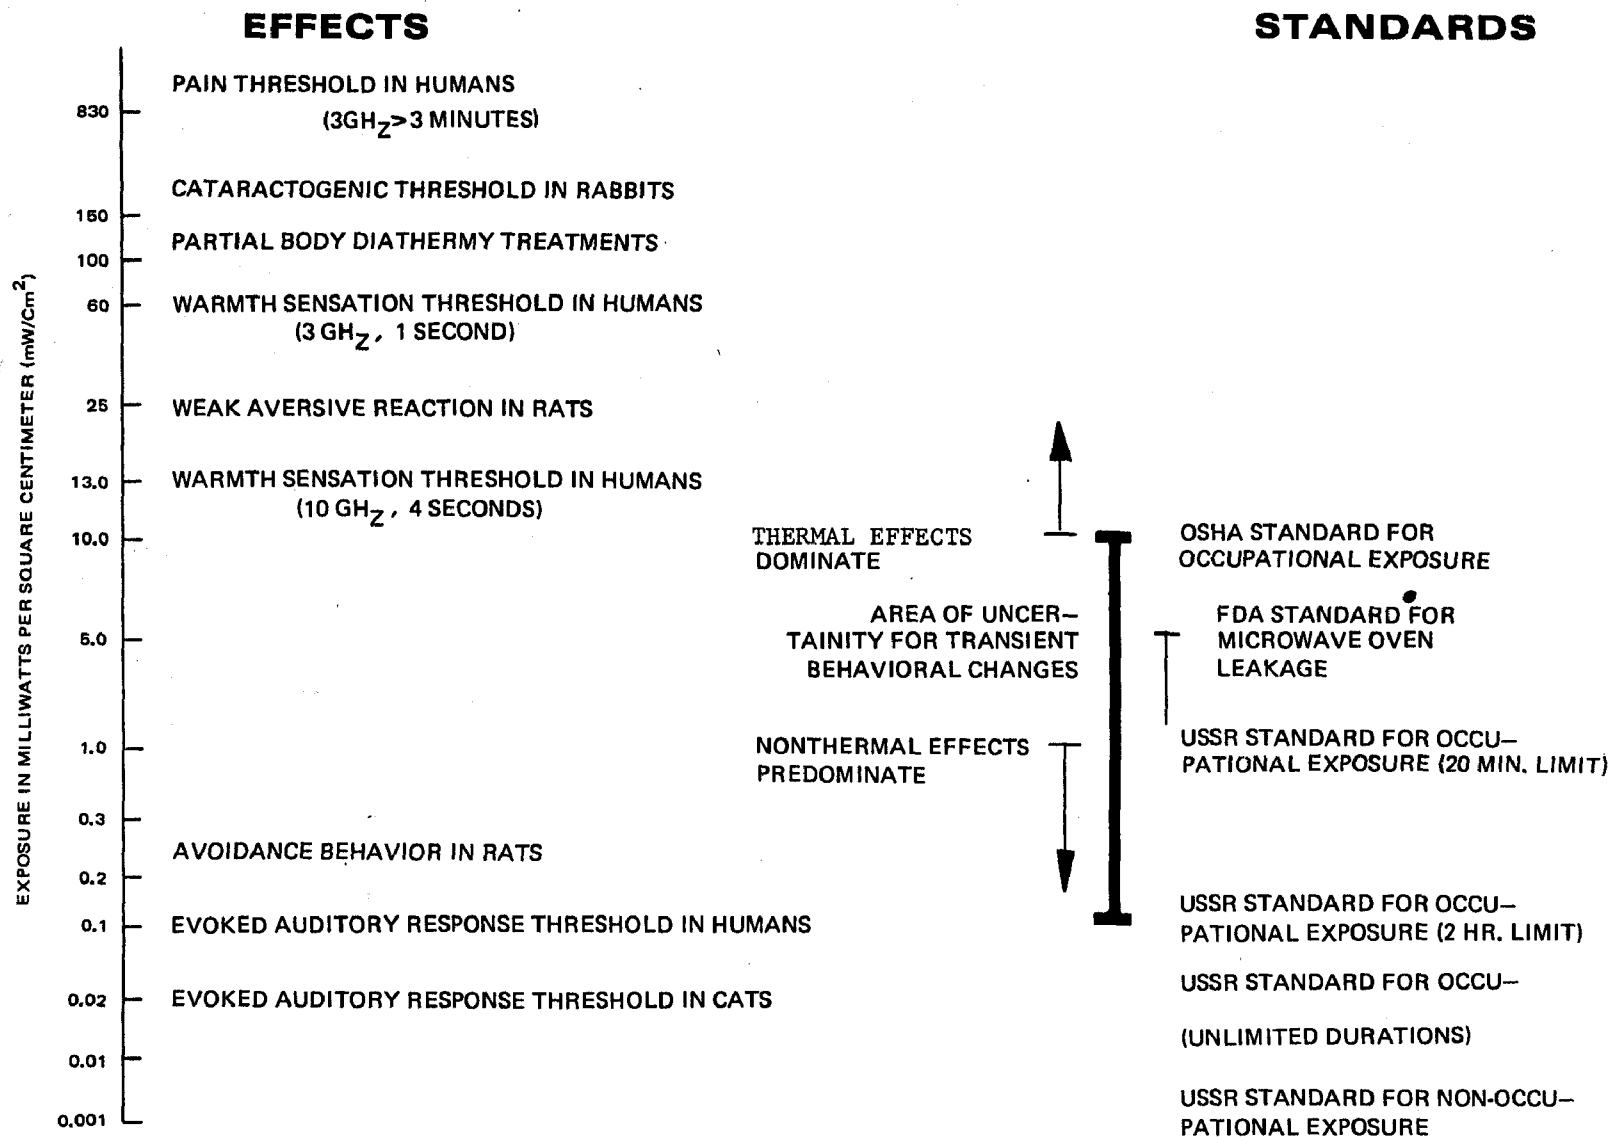 EFFECTS
STANDARDS
EXPOSURE IN MILLIWATTS PER SQUARE CENTIMETER (mW/Cm²)
830
150
100
60
25
13.0
10.0
5.0
1.0
0.3
0.2
0.1
0.02
0.01
0.001
PAIN THRESHOLD IN HUMANS
(3GHZ>3 MINUTES)
CATARACTOGENIC THRESHOLD IN RABBITS
PARTIAL BODY DIATHERMY TREATMENTS
WARMTH SENSATION THRESHOLD IN HUMANS
(3 GHZ, 1 SECOND)
WEAK AVERSIVE REACTION IN RATS
WARMTH SENSATION THRESHOLD IN HUMANS
(10 GHZ, 4 SECONDS)
AVOIDANCE BEHAVIOR IN RATS
EVOKED AUDITORY RESPONSE THRESHOLD IN HUMANS
EVOKED AUDITORY RESPONSE THRESHOLD IN CATS
THERMAL EFFECTS
DOMINATE
AREA OF UNCER–
TAINITY FOR TRANSIENT
BEHAVIORAL CHANGES
NONTHERMAL EFFECTS
PREDOMINATE
OSHA STANDARD FOR
OCCUPATIONAL EXPOSURE
FDA STANDARD FOR
MICROWAVE OVEN
LEAKAGE
USSR STANDARD FOR OCCU–
PATIONAL EXPOSURE (20 MIN. LIMIT)
USSR STANDARD FOR OCCU–
PATIONAL EXPOSURE (2 HR. LIMIT)
USSR STANDARD FOR OCCU–
(UNLIMITED DURATIONS)
USSR STANDARD FOR NON-OCCU–
PATIONAL EXPOSURE